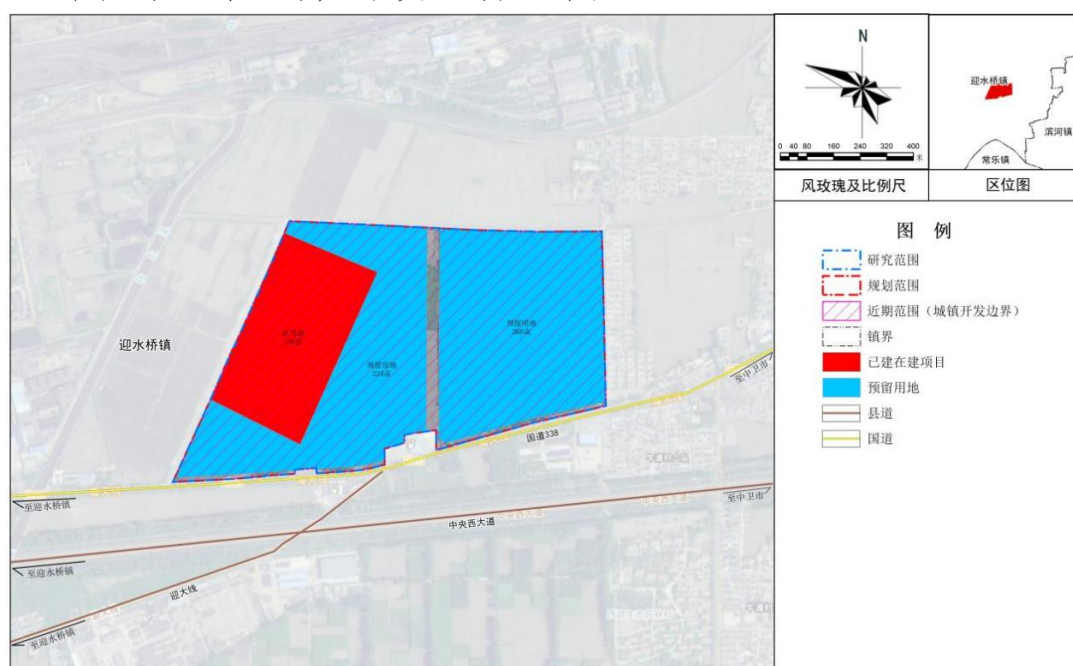 N
0 40 80 160 240 320 400
米
风玫瑰及比例尺
迎水桥镇
滨河镇
常乐镇
区位图
图 例
研究范围
规划范围
近期范围（城镇开发边界）
镇界
已建在建项目
预留用地
县道
国道
迎水桥镇
预留用地
预留用地
至中卫市
国道338
至迎水桥镇
至中卫市
中央西大道
至迎水桥镇
迎大线
至迎水桥镇